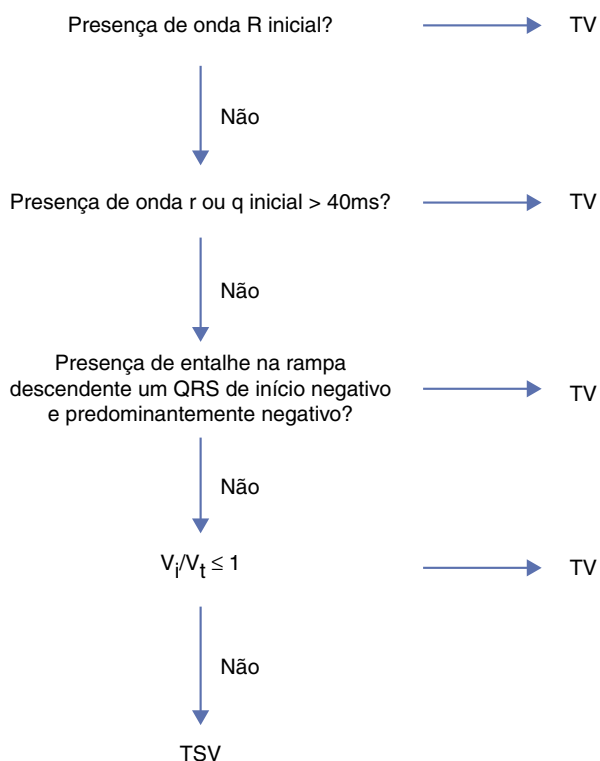 Presença de onda R inicial?
TV
Não
Presença de onda r ou q inicial > 40ms?
TV
Não
Presença de entalhe na rampa
descendente um QRS de início negativo
e predominantemente negativo?
TV
Não
Vi/Vt ≤ 1
TV
Não
TSV